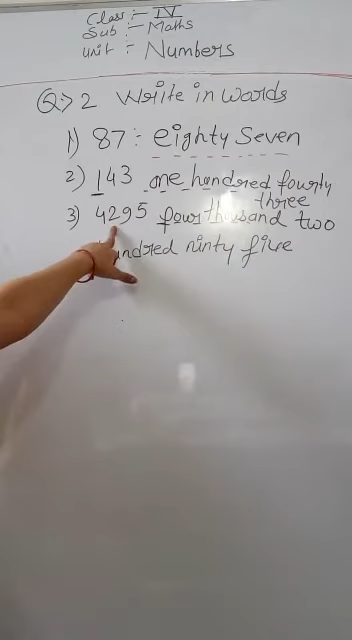 Class :- IV
Sub :- Maths
Unit :- Numbers
Q:> 2 Write in Words
1) 87 : eighty Seven
2) 143 one hundred fourty
three
3) 4295 four thousand two
hundred ninty five